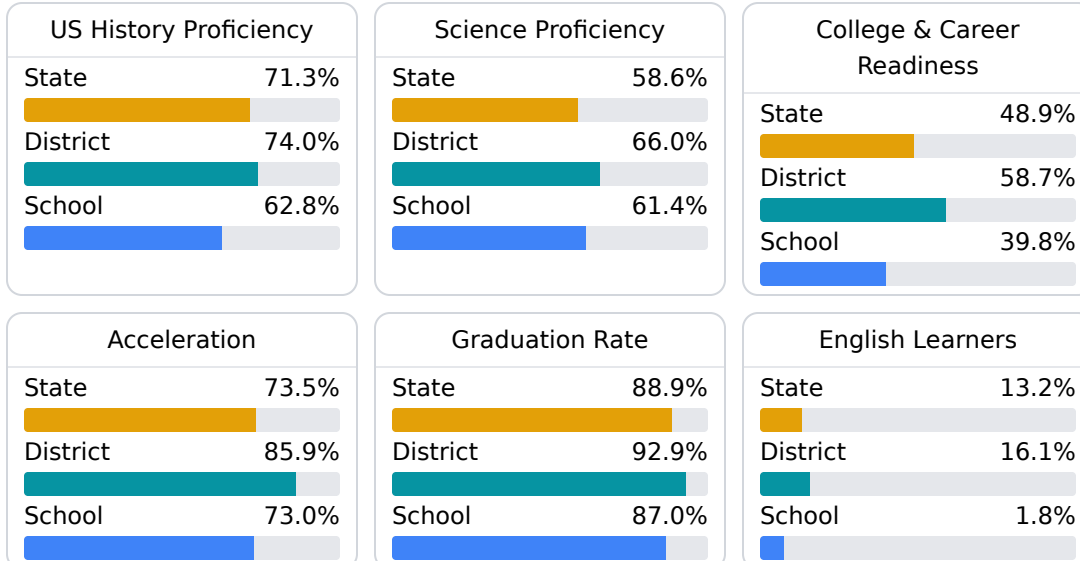 US History Proficiency
State 71.3%
District 74.0%
School 62.8%
Science Proficiency
State 58.6%
District 66.0%
School 61.4%
College & Career
Readiness
State 48.9%
District 58.7%
School 39.8%
Acceleration
State 73.5%
District 85.9%
School 73.0%
Graduation Rate
State 88.9%
District 92.9%
School 87.0%
English Learners
State 13.2%
District 16.1%
School 1.8%